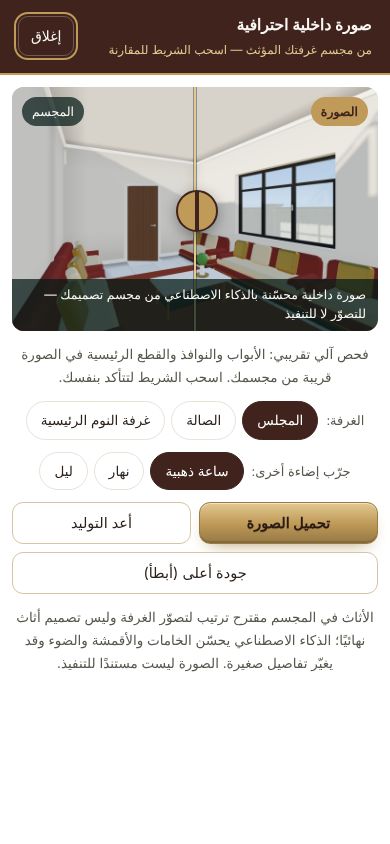 صورة داخلية احترافية
من مجسم غرفتك المؤثث — اسحب الشريط للمقارنة
إغلاق
الصورة
المجسم
صورة داخلية محسّنة بالذكاء الاصطناعي من مجسم تصميمك —
للتصوّر لا للتنفيذ
فحص آلي تقريبي: الأبواب والنوافذ والقطع الرئيسية في الصورة
قريبة من مجسمك. اسحب الشريط لتتأكد بنفسك.
الغرفة: المجلس الصالة غرفة النوم الرئيسية
جرّب إضاءة أخرى: ساعة ذهبية نهار ليل
تحميل الصورة
أعد التوليد
جودة أعلى (أبطأ)
الأثاث في المجسم مقترح ترتيب لتصوّر الغرفة وليس تصميم أثاث
نهائيًا؛ الذكاء الاصطناعي يحسّن الخامات والأقمشة والضوء وقد
يغيّر تفاصيل صغيرة. الصورة ليست مستندًا للتنفيذ.